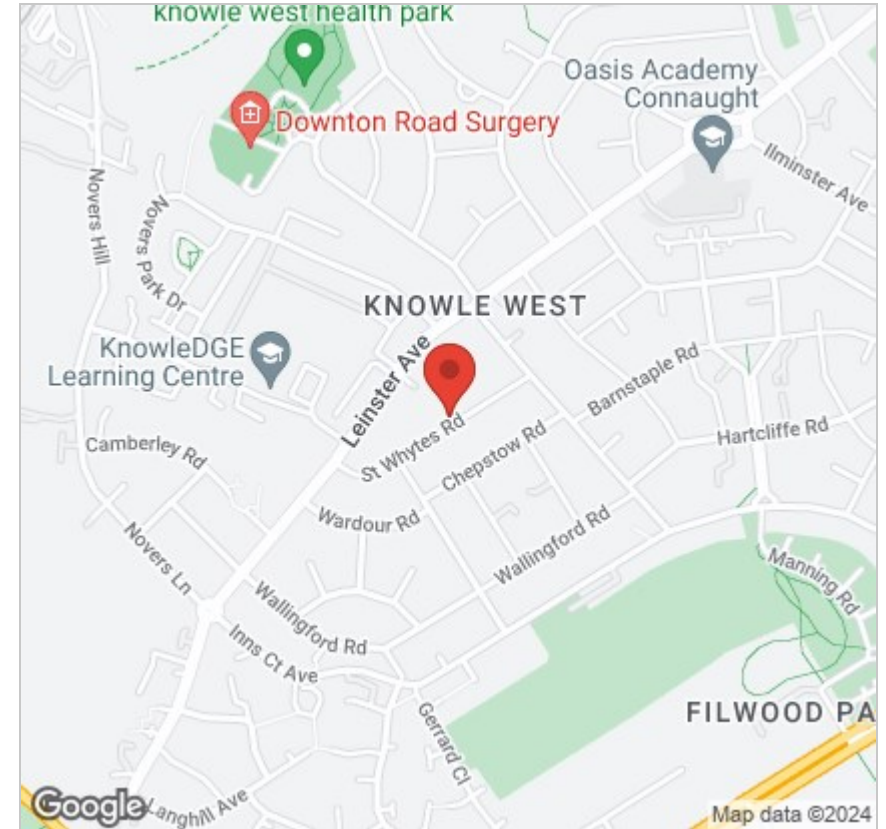 knowle west health park
Oasis Academy
Connaught
Downton Road Surgery
Ilminster Ave
Novers Hill
Novers Park Dr
KNOWLE WEST
KnowleDGE
Learning Centre
Leinster Ave
Barnstaple Rd
St Whytes Rd
Chepstow Rd
Hartcliffe Rd
Camberley Rd
Wardour Rd
Wallingford Rd
Novers Ln
Manning Rd
Wallingford Rd
Inns Ct Ave
FILWOOD PA
Gerrard Cl
Google
Langhill Ave
Map data ©2024